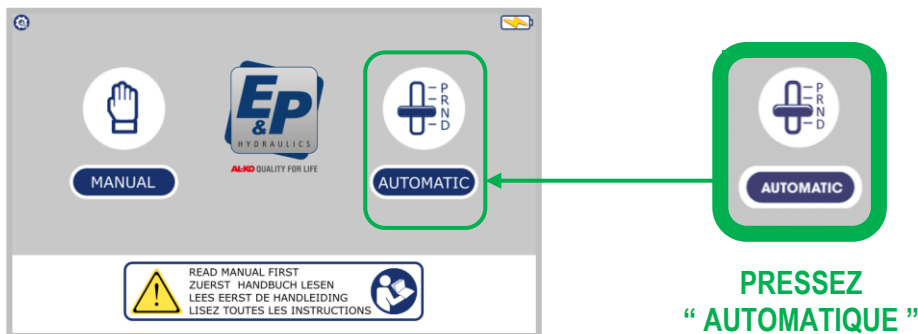 E&P
HYDRAULICS
AL-KO QUALITY FOR LIFE
MANUAL
P
R
N
D
AUTOMATIC
READ MANUAL FIRST
ZUERST HANDBUCH LESEN
LEES EERST DE HANDLEIDING
LISEZ TOUTES LES INSTRUCTIONS
P
R
N
D
AUTOMATIC
PRESSEZ
“ AUTOMATIQUE ”